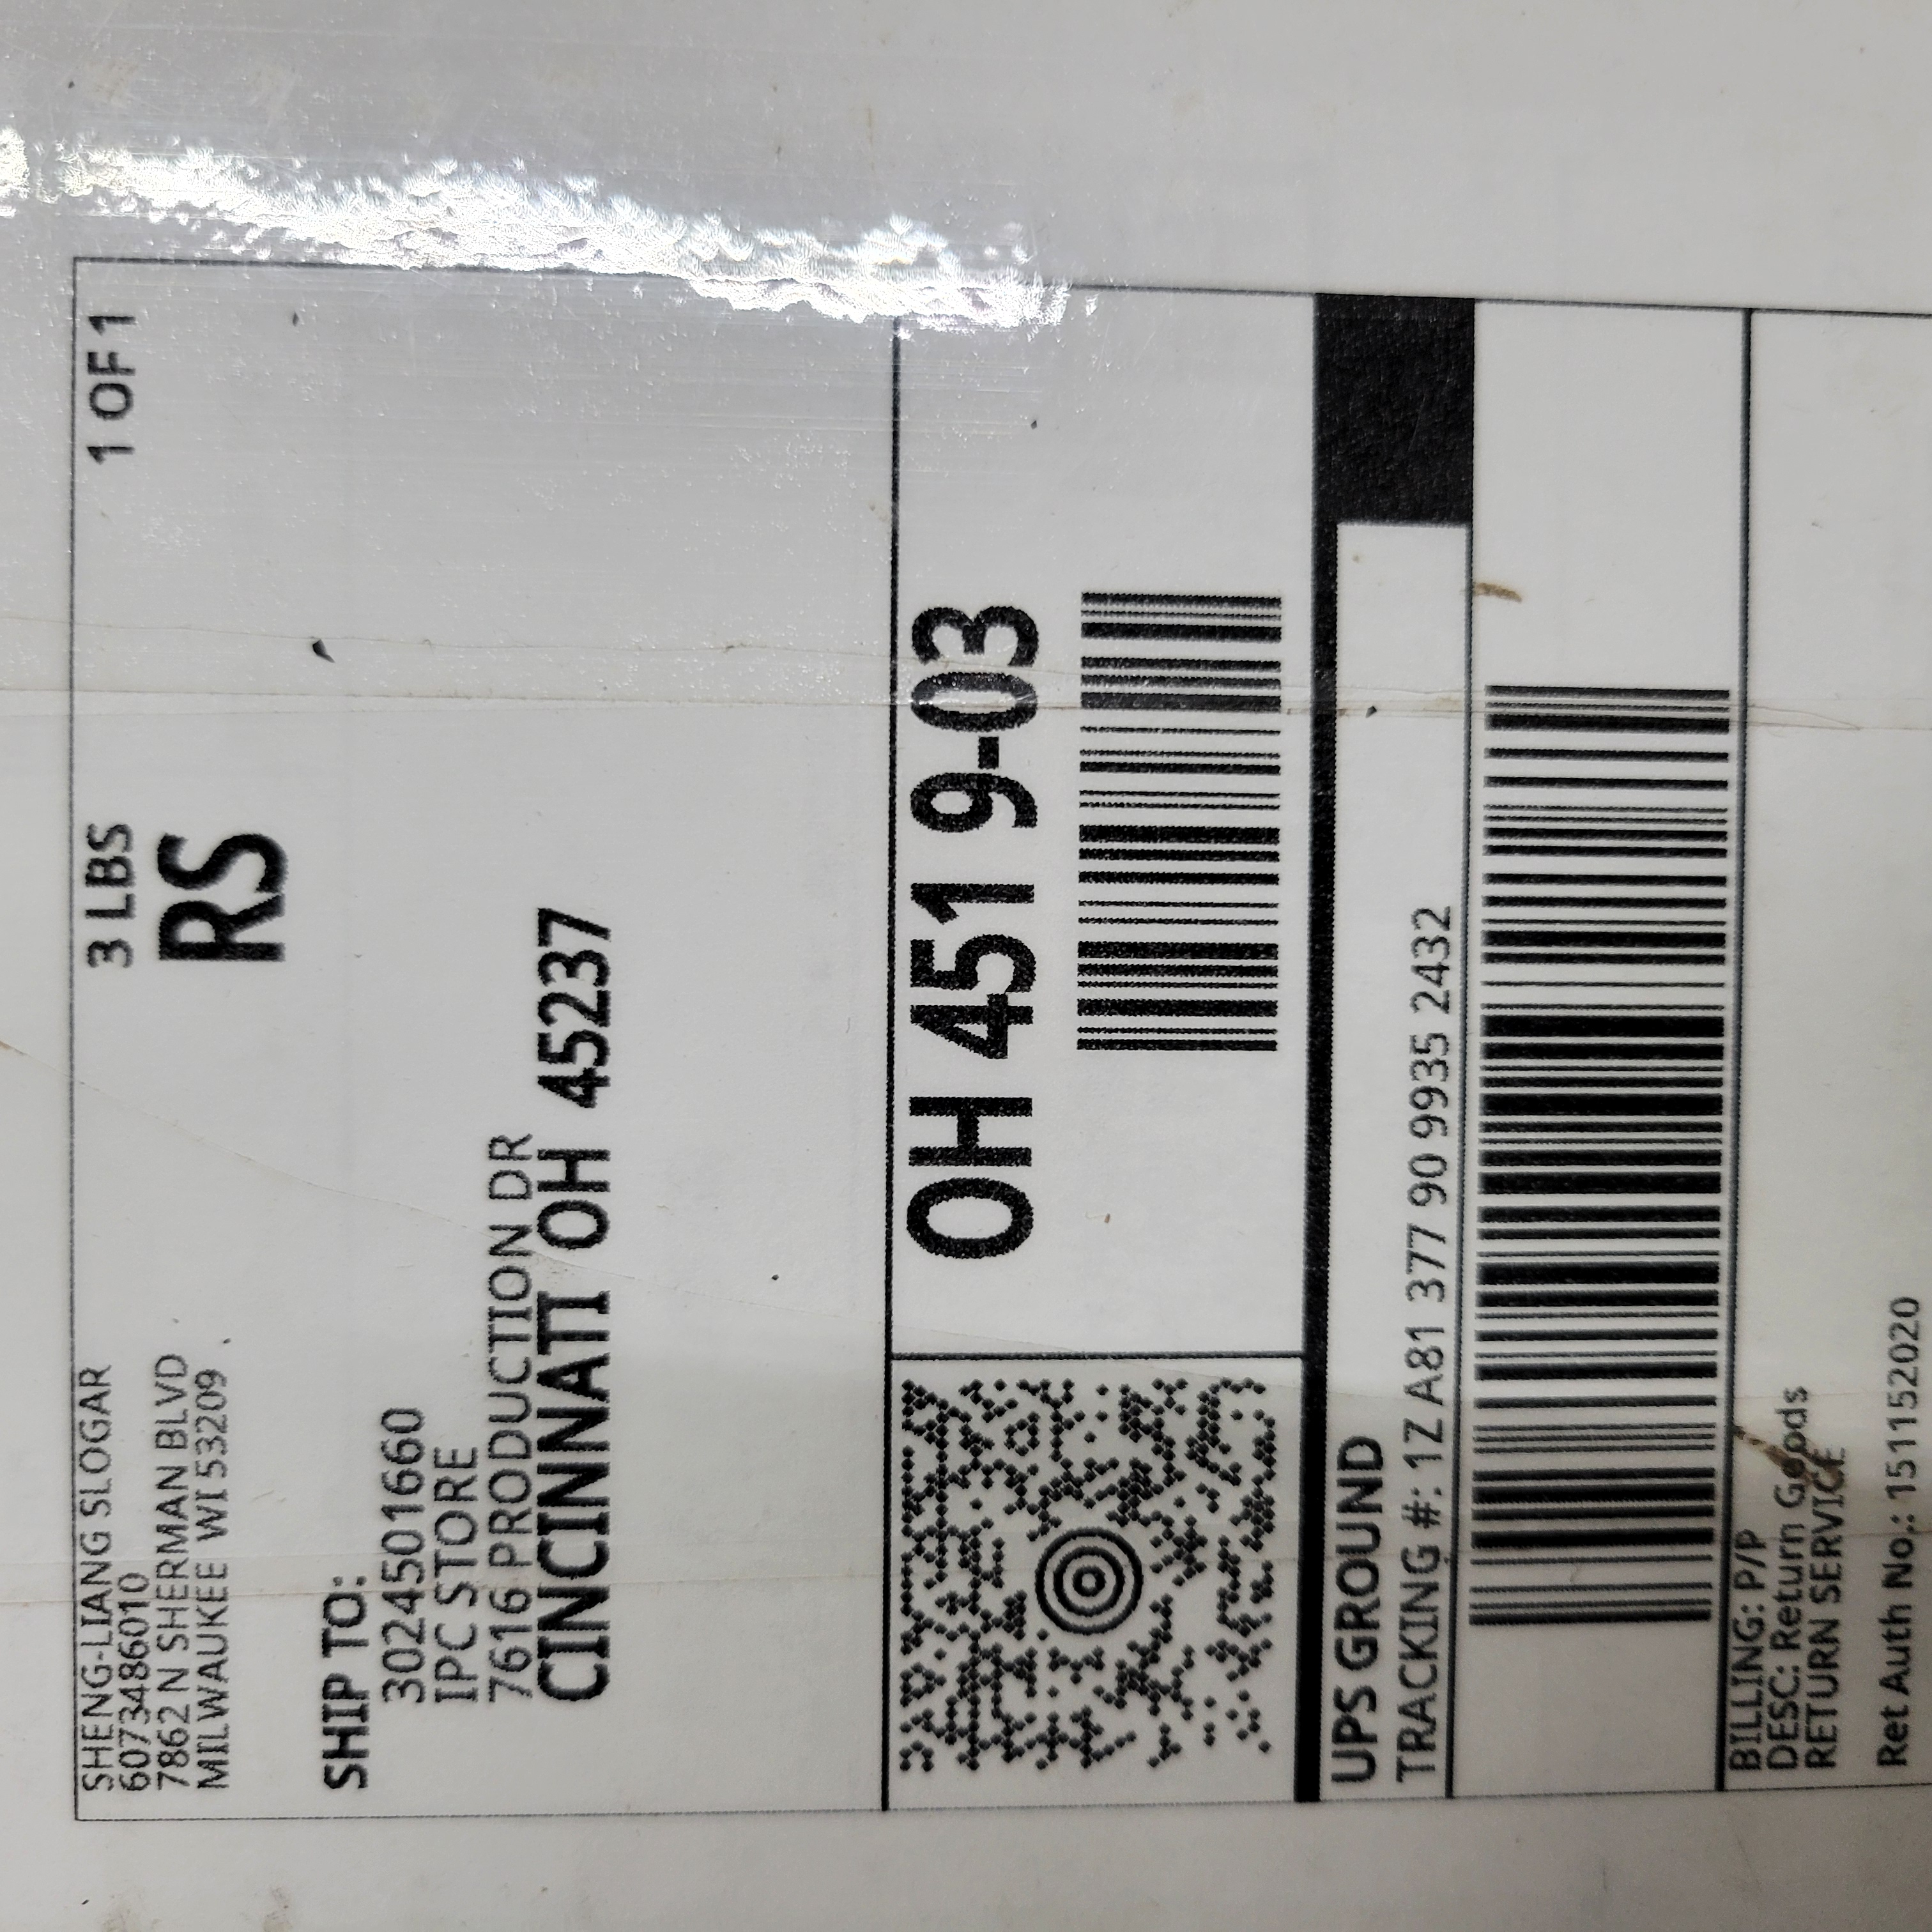 SHENG-LIANG SLOGAR
6073486010
7862 N SHERMAN BLVD
MILWAUKEE WI 53209
3 LBS
1 OF 1
RS
SHIP TO:
3024501660
IPC STORE
7616 PRODUCTION DR
CINCINNATI OH 45237
OH 451 9-03
UPS GROUND
TRACKING #: 1Z A81 377 90 9935 2432
BILLING: P/P
DESC: Return Goods
RETURN SERVICE
Ret Auth No.: 151152020